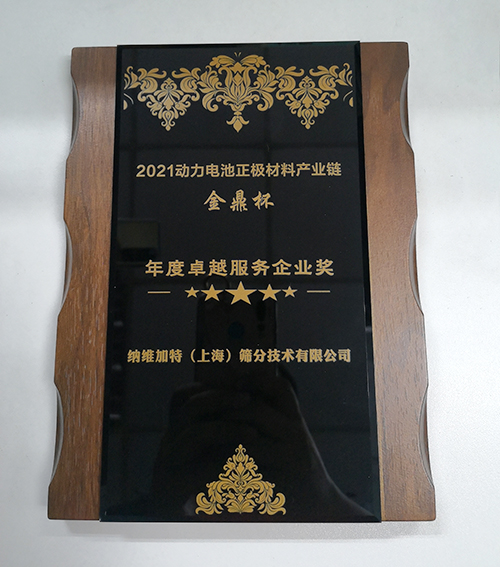 2021动力电池正极材料产业链
金鼎杯
年度卓越服务企业奖
纳维加特（上海）筛分技术有限公司